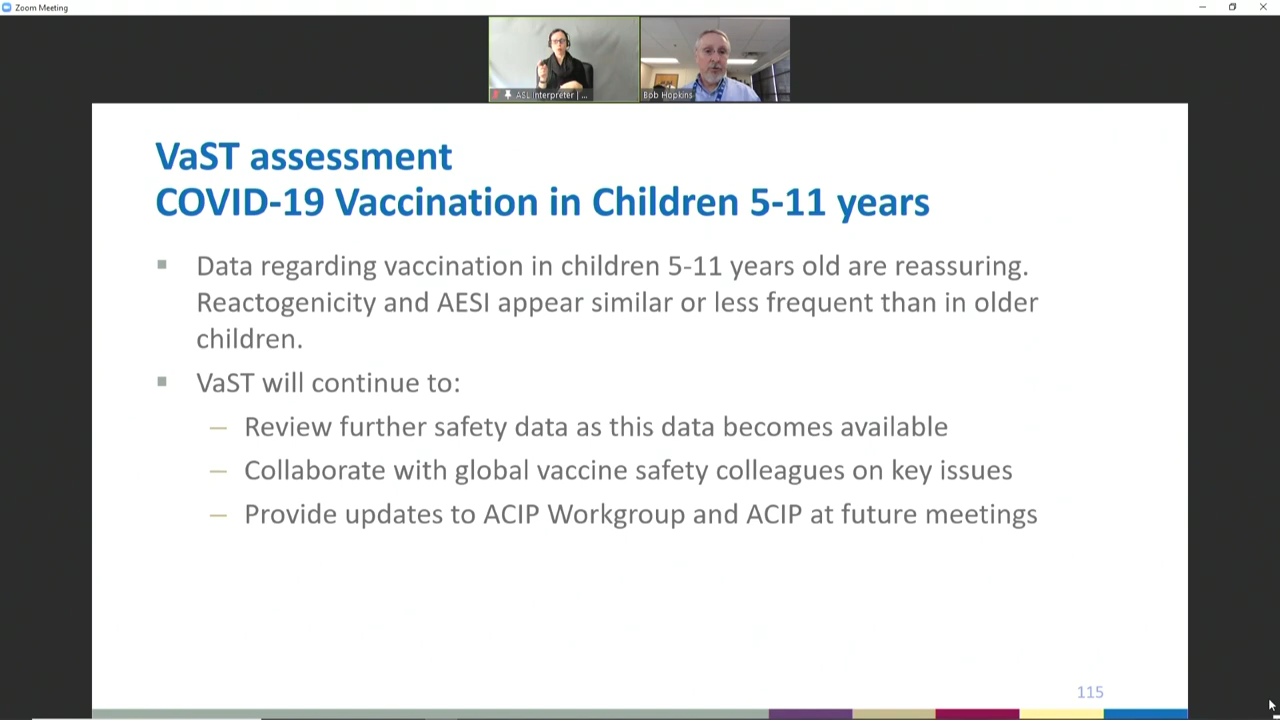 Zoom Meeting
ASL Interpreter | ...
Bob Hopkins
VaST assessment
COVID-19 Vaccination in Children 5-11 years
Data regarding vaccination in children 5-11 years old are reassuring.
Reactogenicity and AESI appear similar or less frequent than in older
children.
VaST will continue to:
Review further safety data as this data becomes available
Collaborate with global vaccine safety colleagues on key issues
Provide updates to ACIP Workgroup and ACIP at future meetings
115